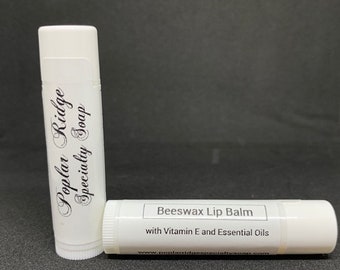 Poplar Ridge
Specialty Soap
Beeswax Lip Balm
with Vitamin E and Essential Oils